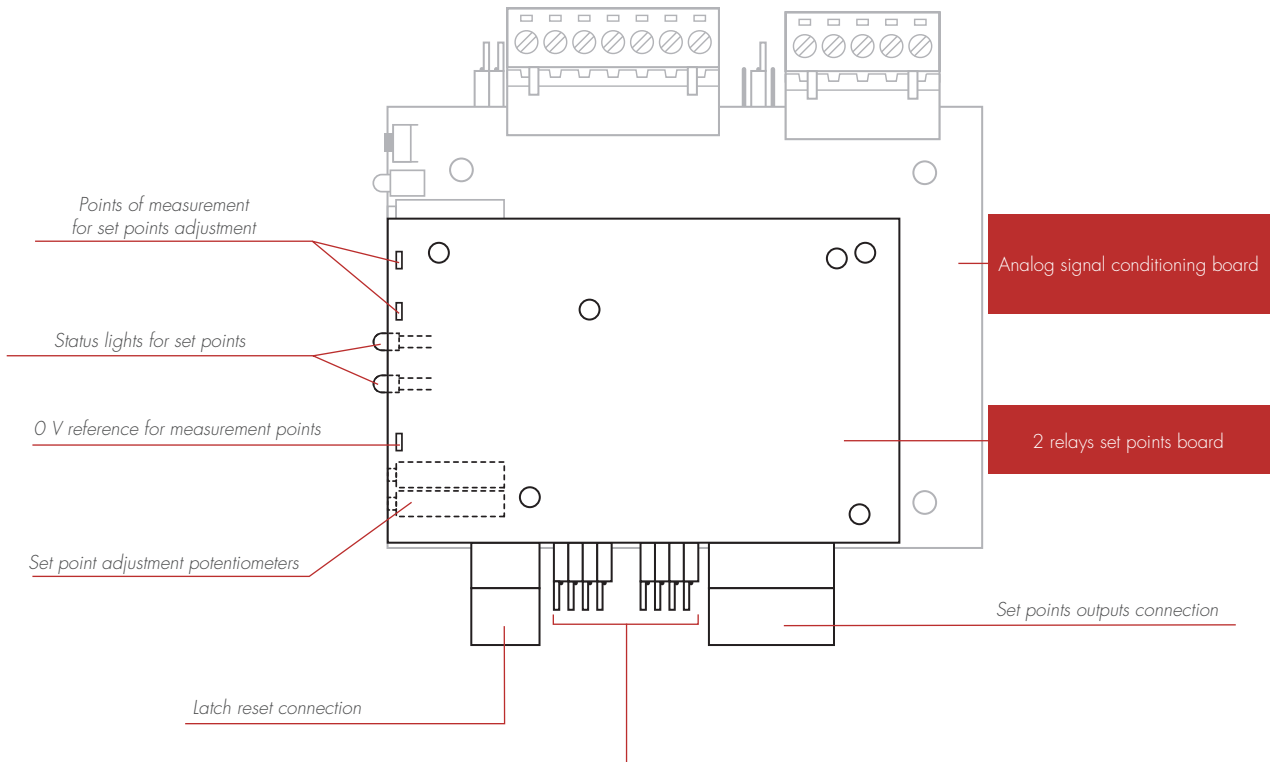 Points of measurement
for set points adjustment
Analog signal conditioning board
Status lights for set points
0 V reference for measurement points
2 relays set points board
Set point adjustment potentiometers
Set points outputs connection
Latch reset connection